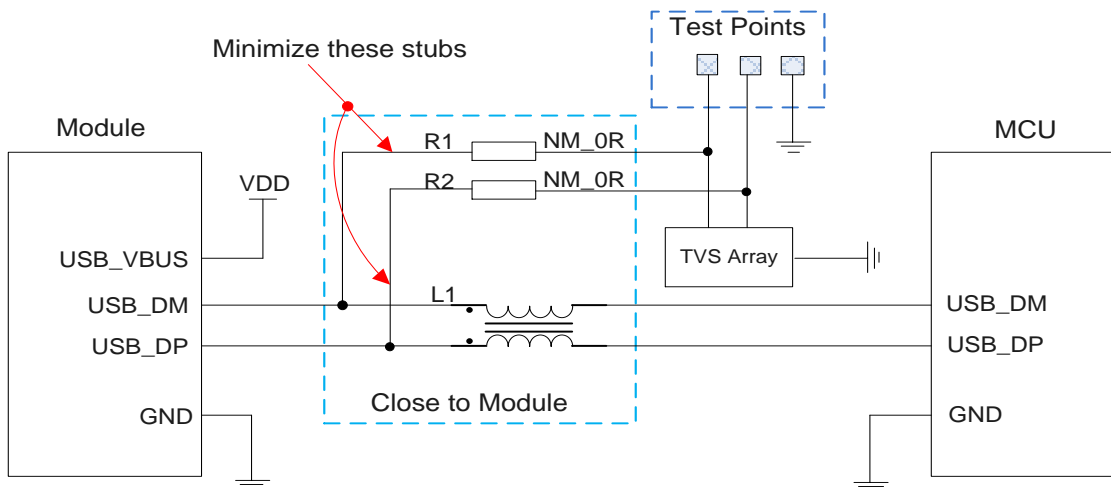 Test Points
Minimize these stubs
Module
MCU
R1
NM_0R
R2
NM_0R
VDD
USB_VBUS
TVS Array
USB_DM
L1
USB_DM
USB_DP
USB_DP
Close to Module
GND
GND